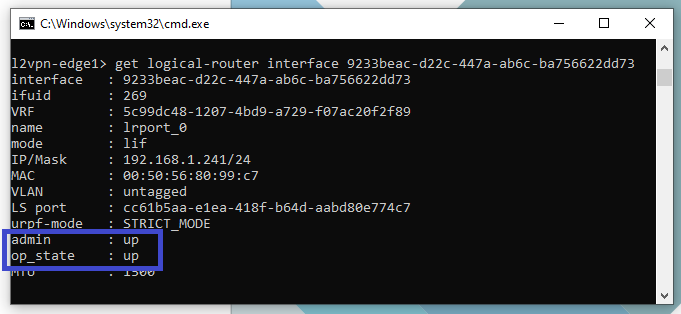 C:\Windows\system32\cmd.exe
l2vpn-edge1> get logical-router interface 9233beac-d22c-447a-ab6c-ba756622dd73
interface   : 9233beac-d22c-447a-ab6c-ba756622dd73
ifuid       : 269
VRF         : 5c99dc48-1207-4bd9-a729-f07ac20f2f89
name        : lrport_0
mode        : lif
IP/Mask     : 192.168.1.241/24
MAC         : 00:50:56:80:99:c7
VLAN        : untagged
LS port     : cc61b5aa-e1ea-418f-b64d-aabd80e774c7
urpf-mode   : STRICT_MODE
admin       : up
op_state    : up
MTU         : 1500